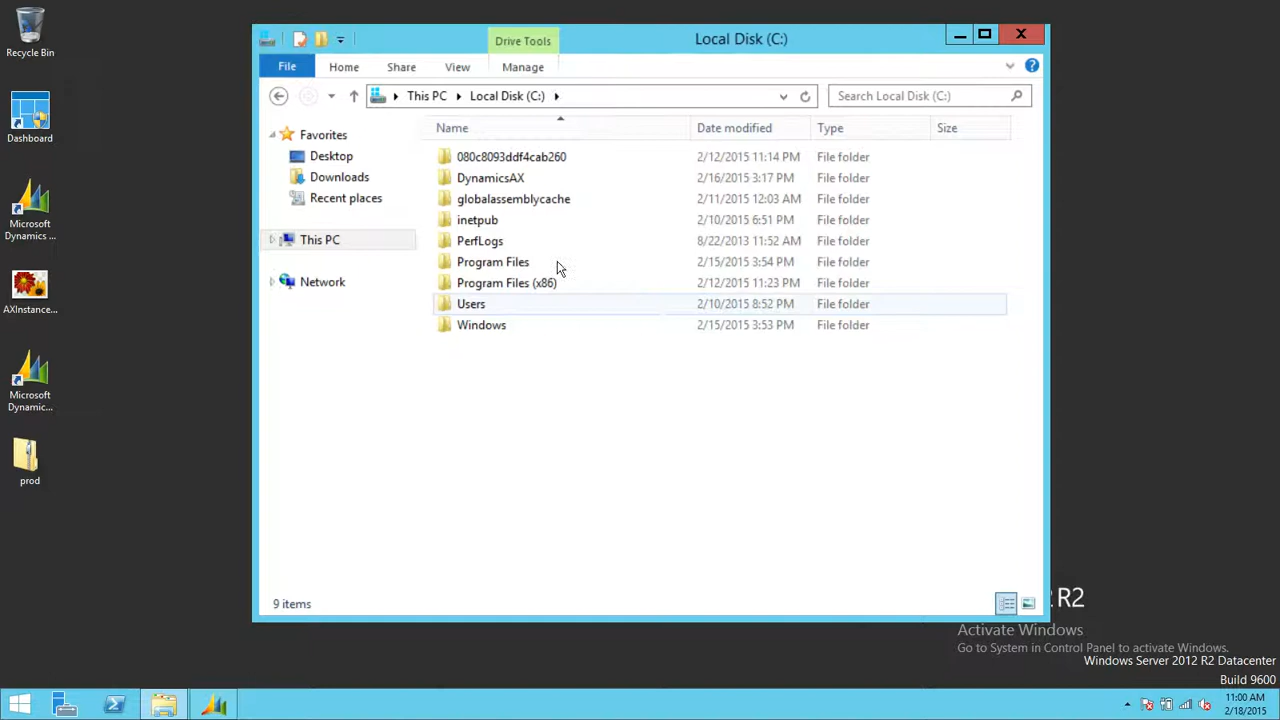 Recycle Bin
Dashboard
Microsoft
Dynamics ...
AXInstance...
Microsoft
Dynamic...
prod
Drive Tools
Local Disk (C:)
File
Home
Share
View
Manage
This PC
Local Disk (C:)
Search Local Disk (C:)
Favorites
Desktop
Downloads
Recent places
This PC
Network
Name Date modified Type Size
080c8093ddf4cab260 2/12/2015 11:14 PM File folder
DynamicsAX 2/16/2015 3:17 PM File folder
globalassemblycache 2/11/2015 12:03 AM File folder
inetpub 2/10/2015 6:51 PM File folder
PerfLogs 8/22/2013 11:52 AM File folder
Program Files 2/15/2015 3:54 PM File folder
Program Files (x86) 2/12/2015 11:23 PM File folder
Users 2/10/2015 8:52 PM File folder
Windows 2/15/2015 3:53 PM File folder
9 items
R2
Activate Windows
Go to System in Control Panel to activate Windows.
Windows Server 2012 R2 Datacenter
Build 9600
11:00 AM
2/18/2015